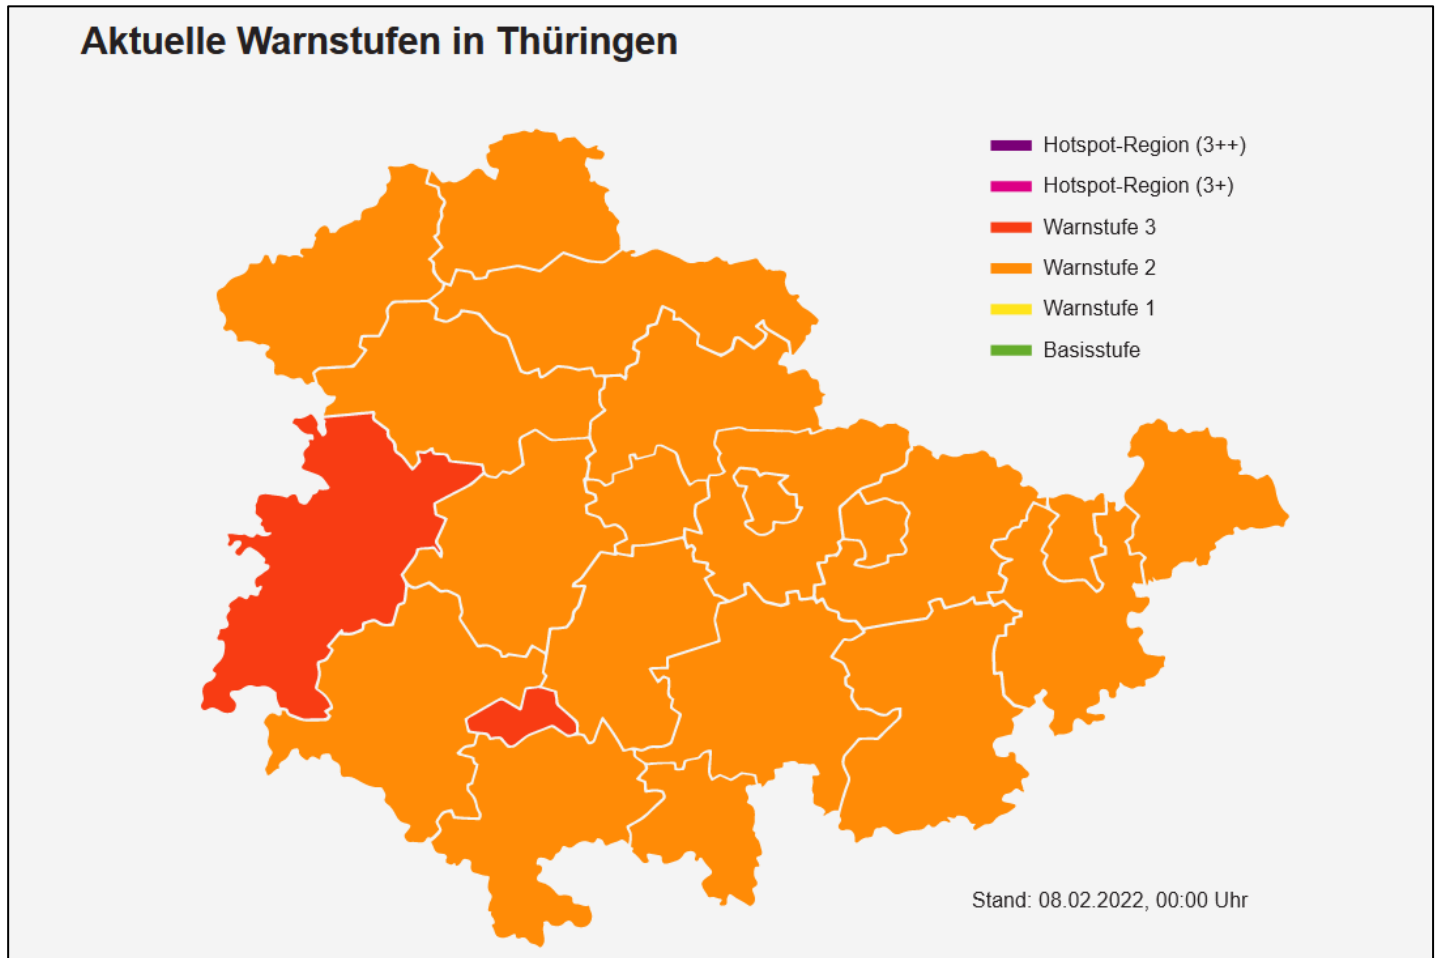 Aktuelle Warnstufen in Thüringen
Hotspot-Region (3++)
Hotspot-Region (3+)
Warnstufe 3
Warnstufe 2
Warnstufe 1
Basisstufe
Stand: 08.02.2022, 00:00 Uhr